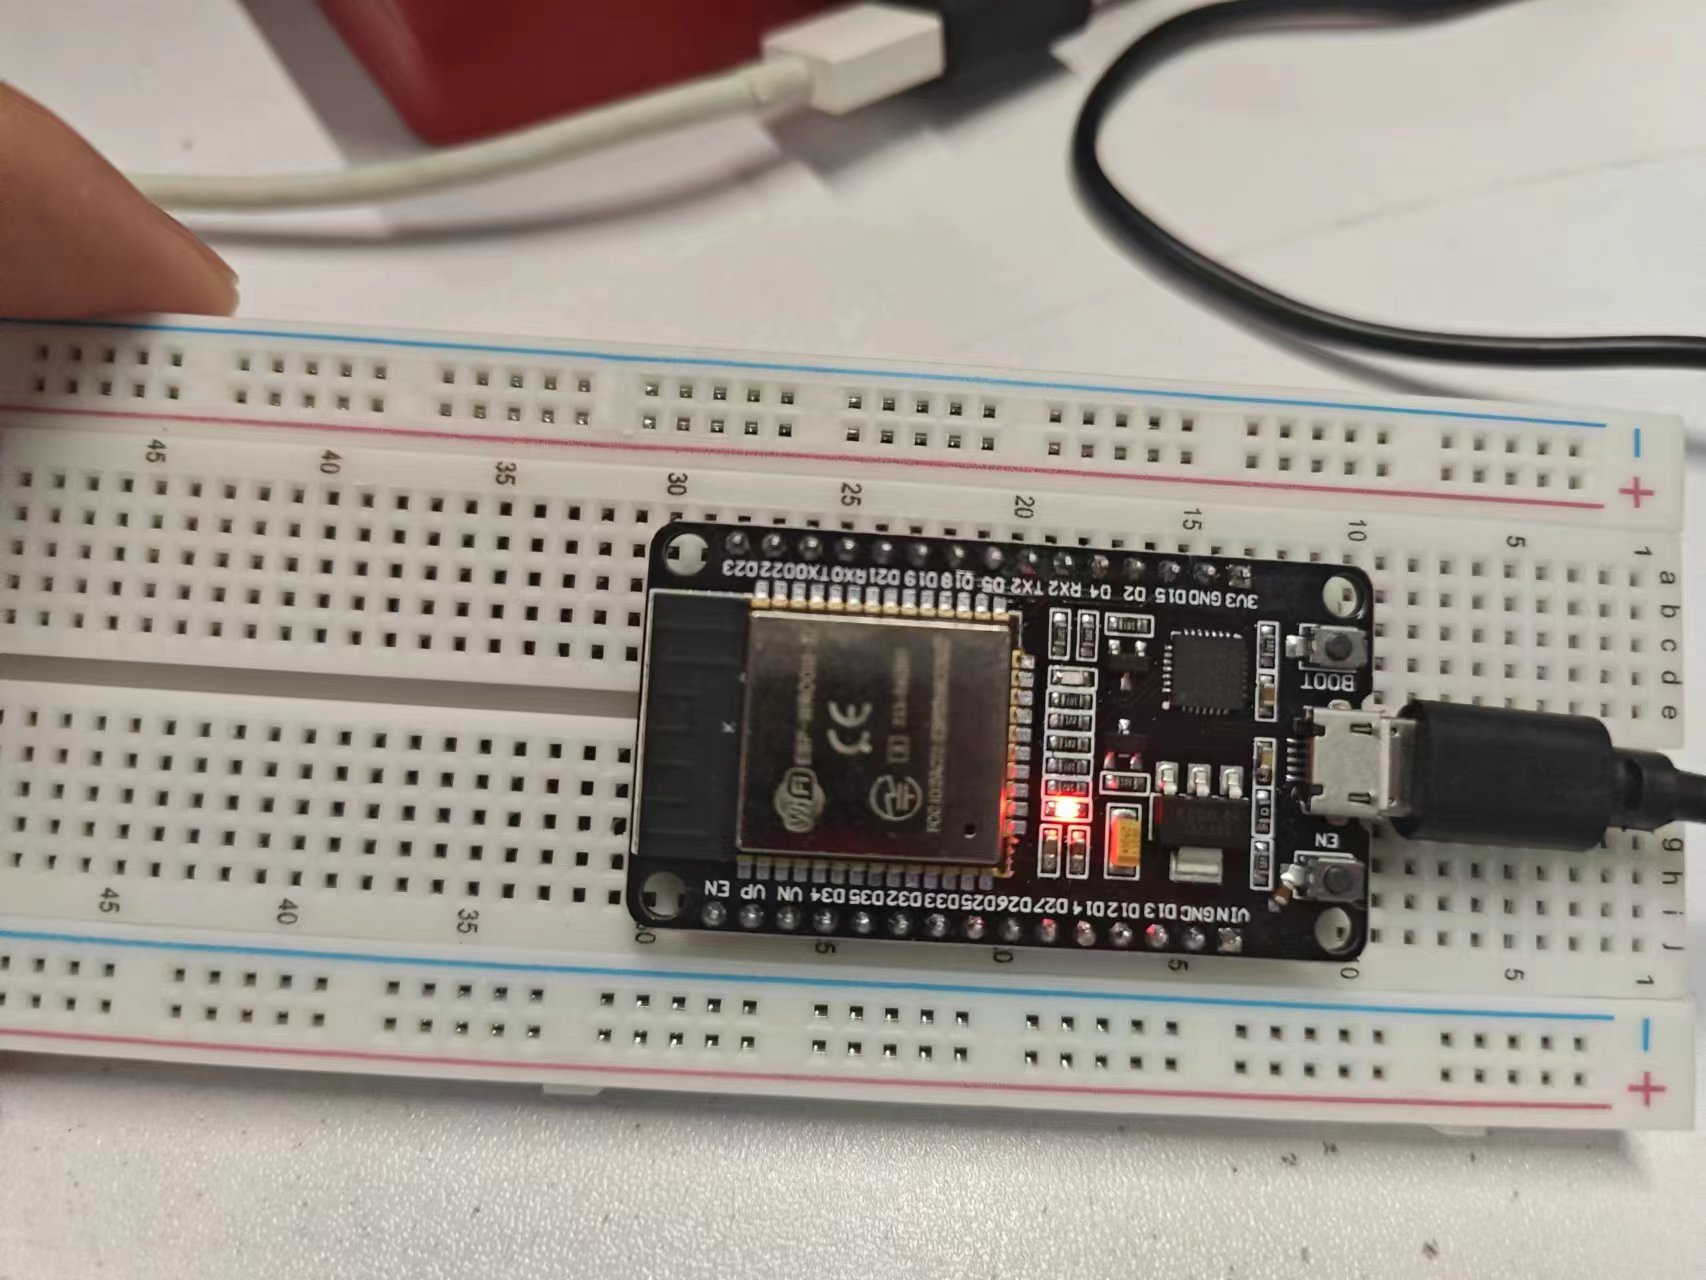 - 
+
45 40 35 30 25 20 15 10 5 1
a
b
c
d
e
D23 D22 TX0 RX0 D21 D19 D18 D5 TX2 RX2 D4 D2 D15 GND 3V3
BOOT
WiFi
CE
EN
EN VP VN D34 D35 D32 D33 D25 D26 D27 D14 D12 D13 GND VIN
g
h
i
j
45 40 35 5 1
-
+